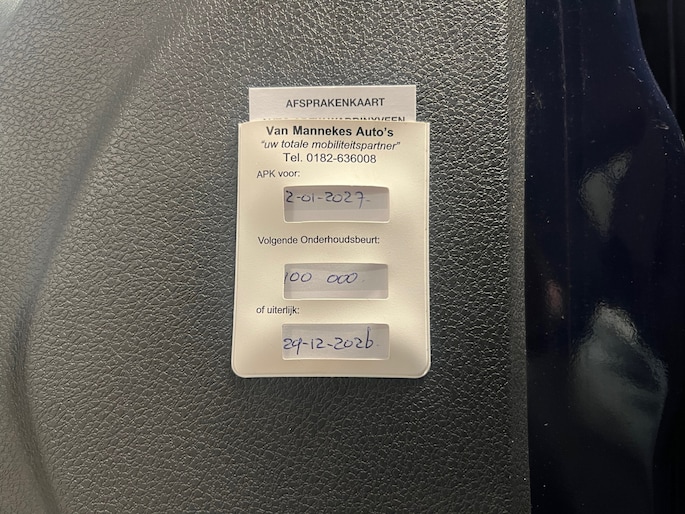 AFSPRAKENKAART
Van Mannekes Auto's
"uw totale mobiliteitspartner"
Tel. 0182-636008
APK voor:
2-01-2027-
Volgende Onderhoudsbeurt:
100 000
of uiterlijk:
29-12-2026